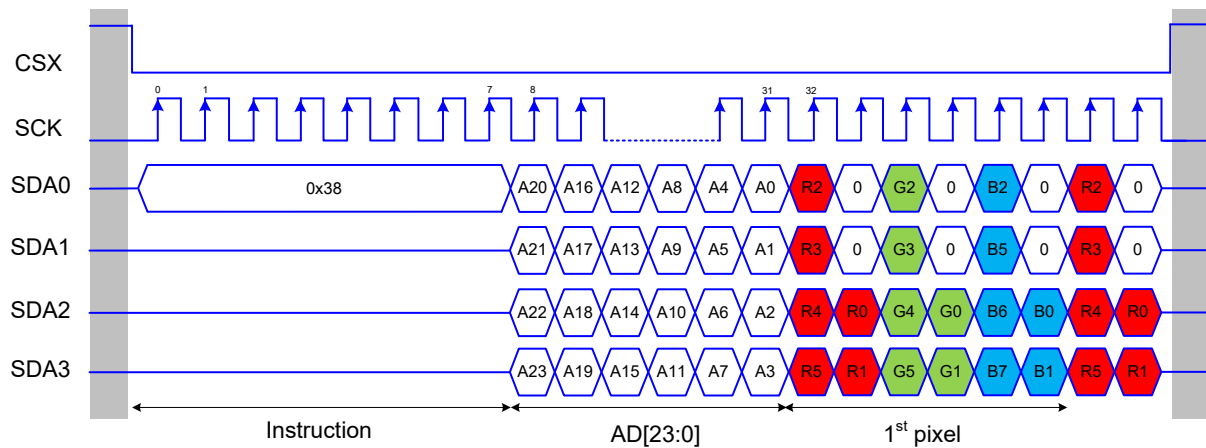 CSX
0 1 7 8 31 32
SCK
SDA0 0x38 A20 A16 A12 A8 A4 A0 R2 0 G2 0 B2 0 R2 0
SDA1 A21 A17 A13 A9 A5 A1 R3 0 G3 0 B5 0 R3 0
SDA2 A22 A18 A14 A10 A6 A2 R4 R0 G4 G0 B6 B0 R4 R0
SDA3 A23 A19 A15 A11 A7 A3 R5 R1 G5 G1 B7 B1 R5 R1
Instruction AD[23:0] 1st pixel